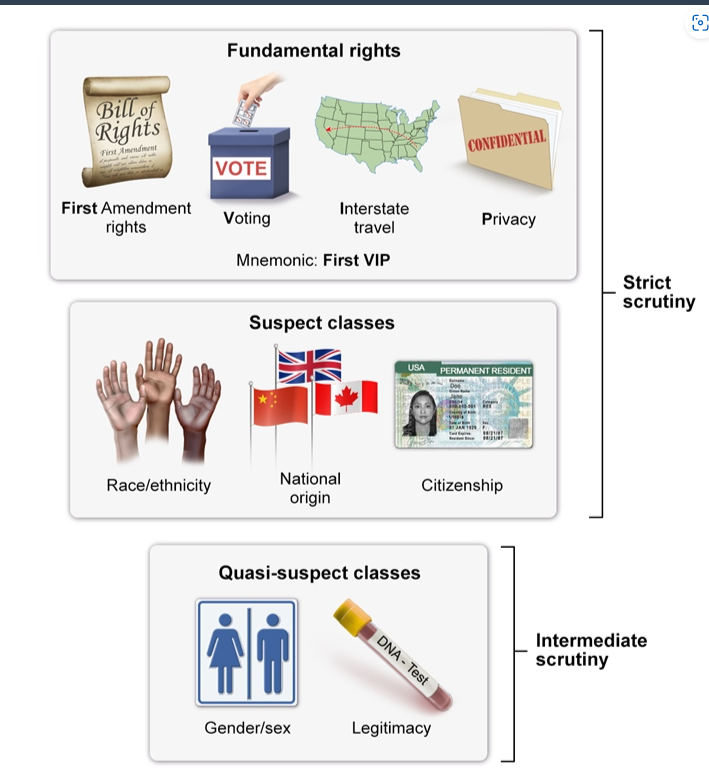 Fundamental rights
Bill of
Rights
First Amendment
VOTE
CONFIDENTIAL
First Amendment
rights
Voting
Interstate
travel
Privacy
Mnemonic: First VIP
Strict
scrutiny
Suspect classes
USA PERMANENT RESIDENT
Surname
Doe
Race/ethnicity
National
origin
Citizenship
Quasi-suspect classes
DNA - Test
Intermediate
scrutiny
Gender/sex
Legitimacy